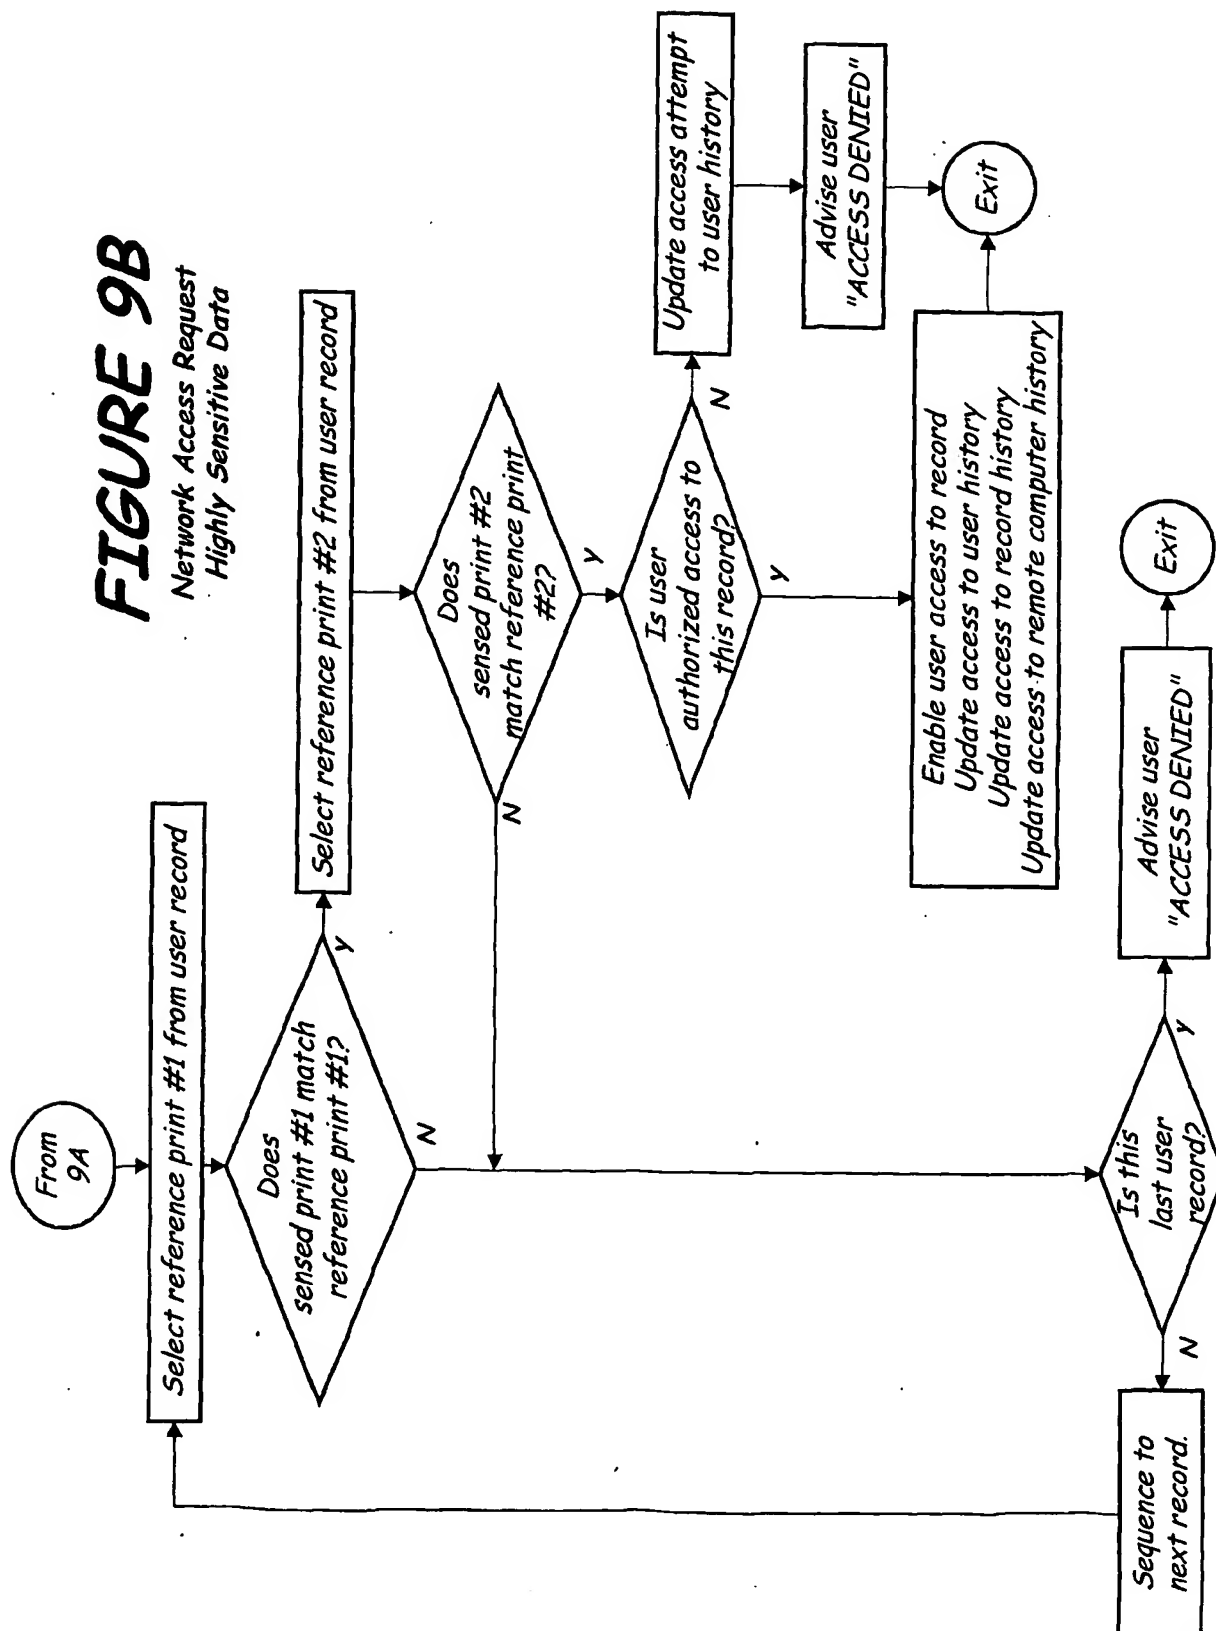 FIGURE 9B
Network Access Request
Highly Sensitive Data
From
9A
Select reference print #1 from user record
Does
sensed print #1 match
reference print #1?
Y
N
Select reference print #2 from user record
Does
sensed print #2
match reference print
#2?
N
Y
Is user
authorized access to
this record?
N
Y
Update access attempt
to user history
Advise user
"ACCESS DENIED"
Exit
Enable user access to record
Update access to user history
Update access to record history
Update access to remote computer history
Is this
last user
record?
Y
N
Advise user
"ACCESS DENIED"
Exit
Sequence to
next record.